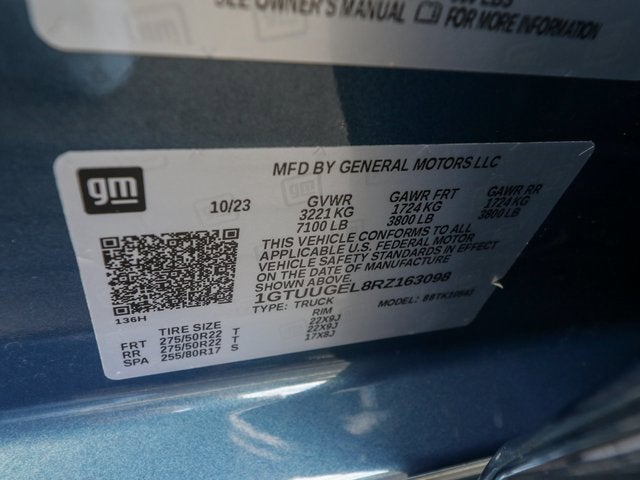 SEE OWNER'S MANUAL FOR MORE INFORMATION
gm
MFD BY GENERAL MOTORS LLC
10/23 GVWR GAWR FRT GAWR RR
3221 KG 1724 KG 1724 KG
7100 LB 3800 LB 3800 LB
THIS VEHICLE CONFORMS TO ALL
APPLICABLE U.S. FEDERAL MOTOR
VEHICLE SAFETY STANDARDS IN EFFECT
ON THE DATE OF MANUFACTURE
SHOWN ABOVE.
1GTUUGEL8RZ163098
TYPE: TRUCK MODEL:
136H
TIRE SIZE RIM
FRT 275/50R22 T 22X9J
RR 275/50R22 T 22X9J
SPA 255/80R17 S 17X8J